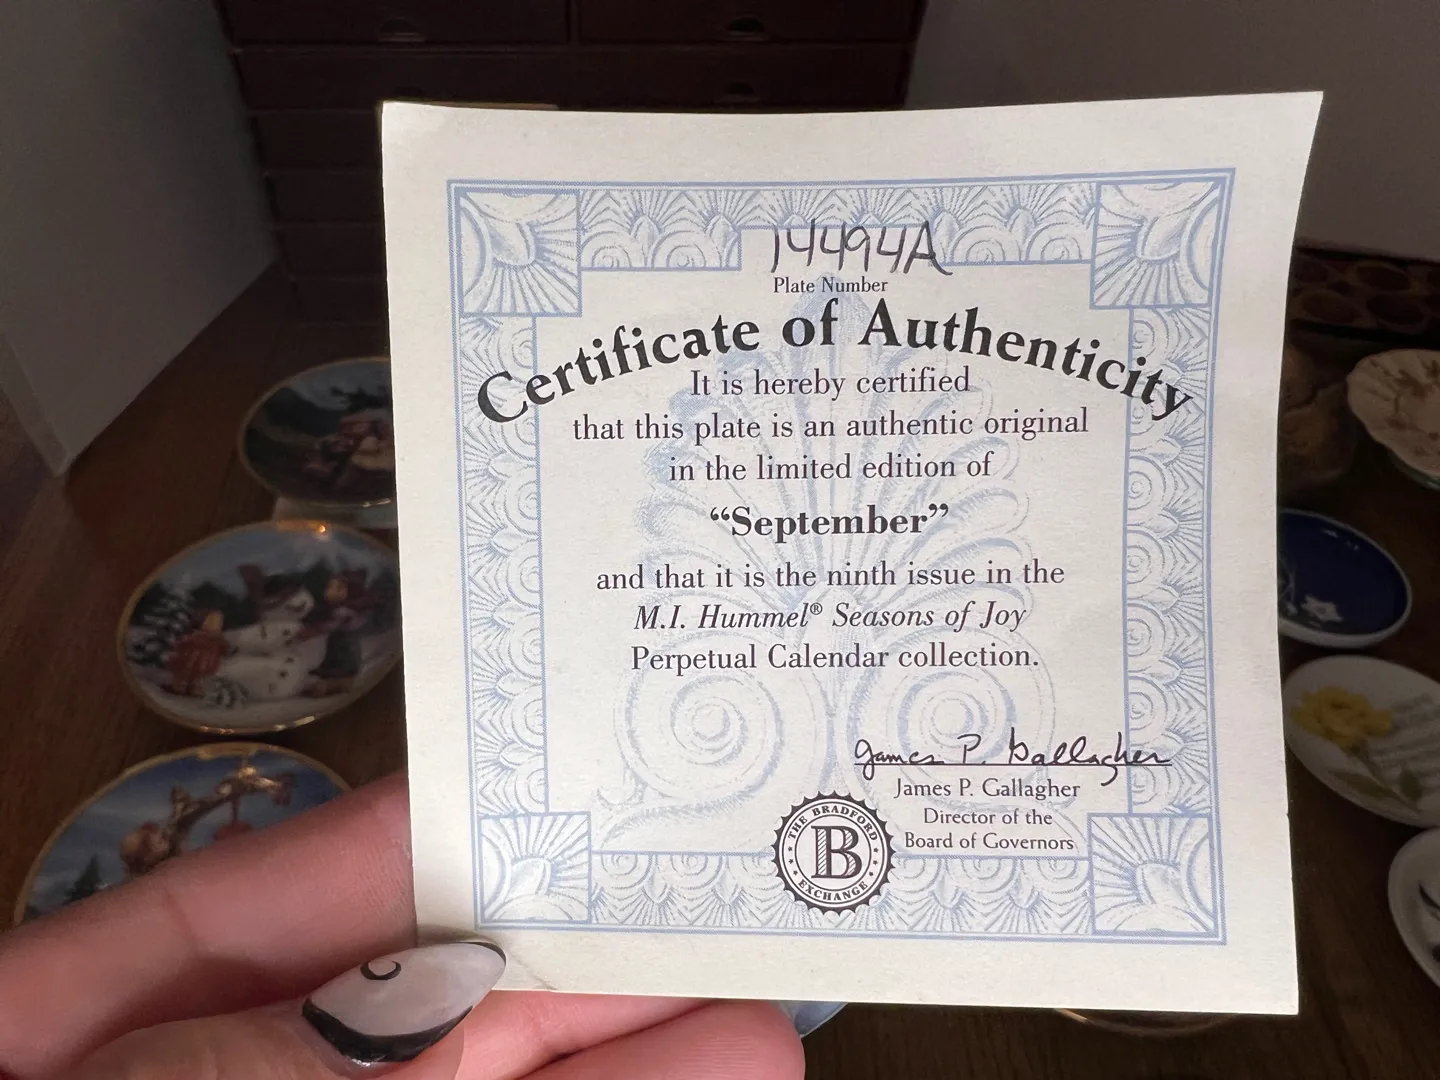 14494A
Plate Number
Certificate of Authenticity
It is hereby certified
that this plate is an authentic original
in the limited edition of
“September”
and that it is the ninth issue in the
M.I. Hummel® Seasons of Joy
Perpetual Calendar collection.
James P. Gallagher
James P. Gallagher
Director of the
Board of Governors
THE BRADFORD
B
EXCHANGE